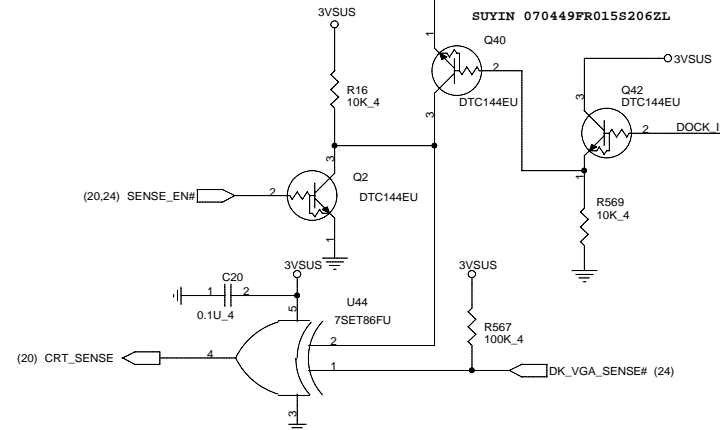 SUYIN 070449FR015S206ZL
3VSUS
1
Q40
2
3VSUS
R16
10K_4
DTC144EU
3
3
Q42
DTC144EU
2
DOCK_I
1
3
Q2
DTC144EU
(20,24) SENSE_EN#
2
1
R569
10K_4
3VSUS
3VSUS
C20
1
2
0.1U_4
5
U44
7SET86FU
R567
100K_4
2
(20) CRT_SENSE
4
1
DK_VGA_SENSE# (24)
3